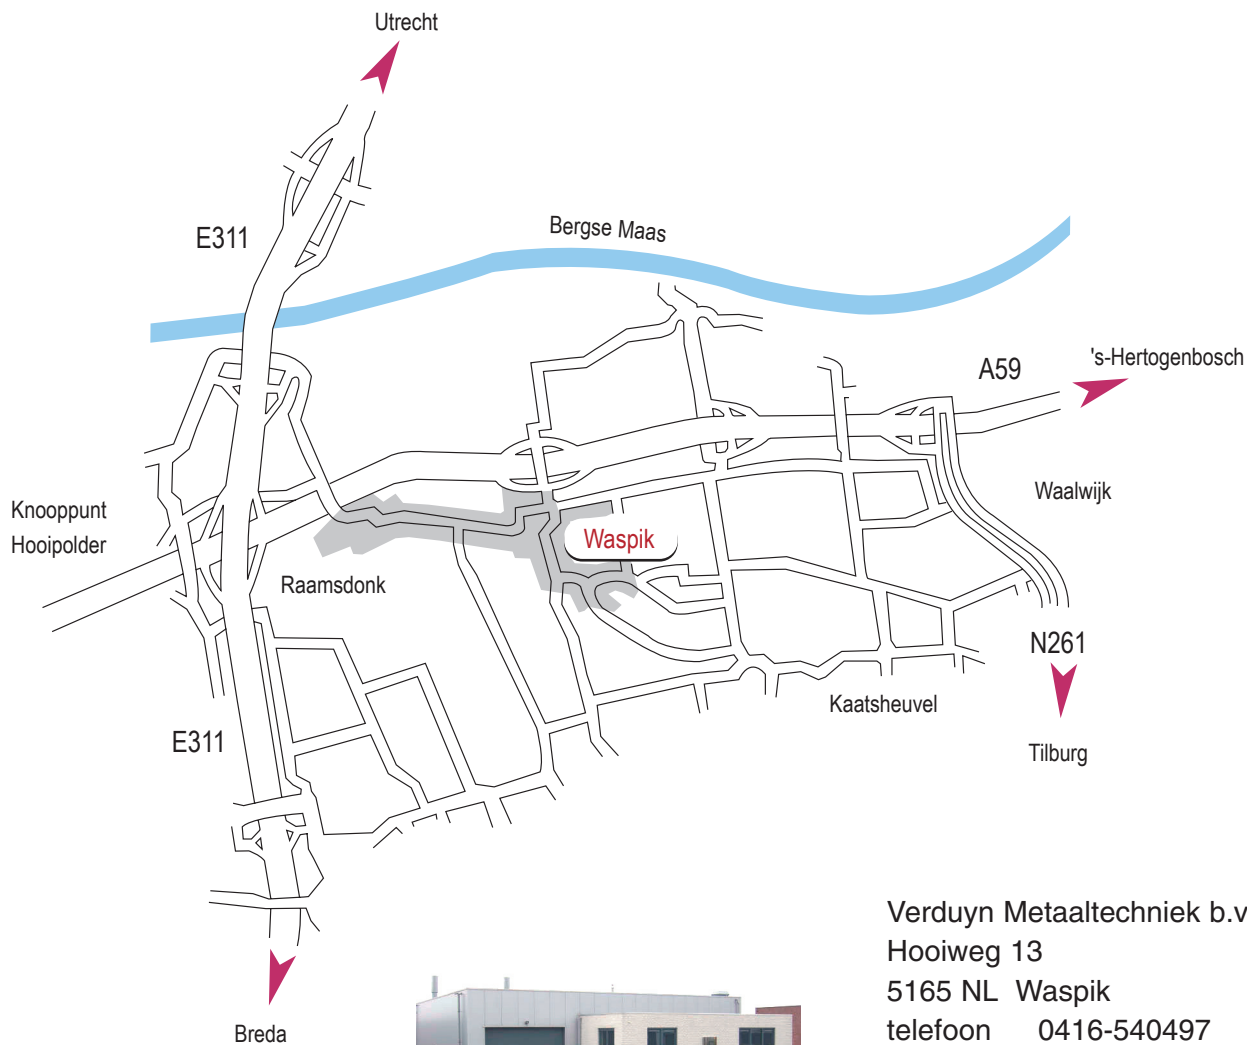 Utrecht
E311
Bergse Maas
's-Hertogenbosch
A59
Waalwijk
Knooppunt
Hooipolder
Waspik
Raamsdonk
N261
Kaatsheuvel
E311
Tilburg
Verduyn Metaaltechniek b.v
Hooiweg 13
5165 NL Waspik
telefoon 0416-540497
Breda